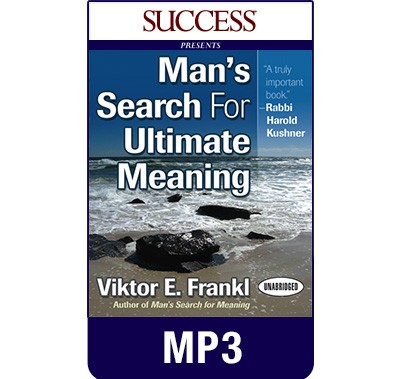 SUCCESS
PRESENTS
Man's
Search For
Ultimate
Meaning
"A truly
important
book."
–Rabbi
Harold
Kushner
Viktor E. Frankl
UNABRIDGED
Author of Man's Search for Meaning
MP3